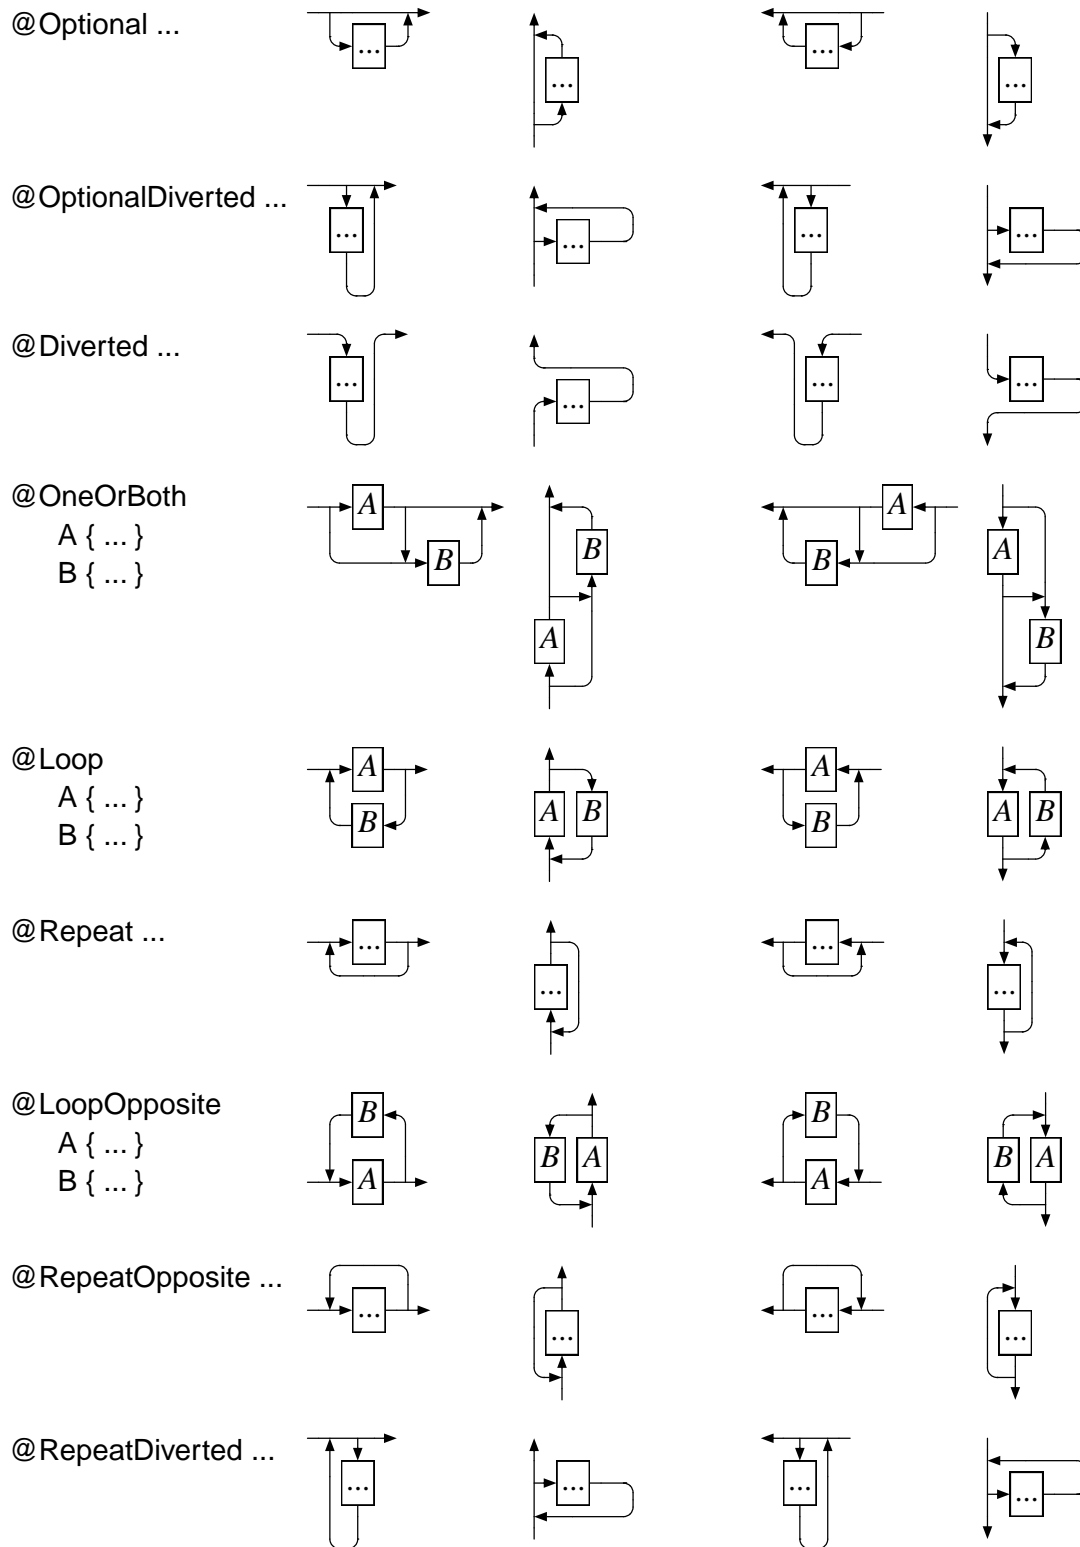 @Optional ... ... ... ... ...
@OptionalDiverted ... ... ... ... ...
@Diverted ... ... ... ... ...
@OneOrBoth A A
A { ... } B B B A
B { ... } A B
@Loop A A
A { ... } A B A B
B { ... } B B
@Repeat ... ... ... ... ...
@LoopOpposite B B
A { ... } B A B A
B { ... } A A
@RepeatOpposite ... ... ... ... ...
@RepeatDiverted ... ... ... ... ...